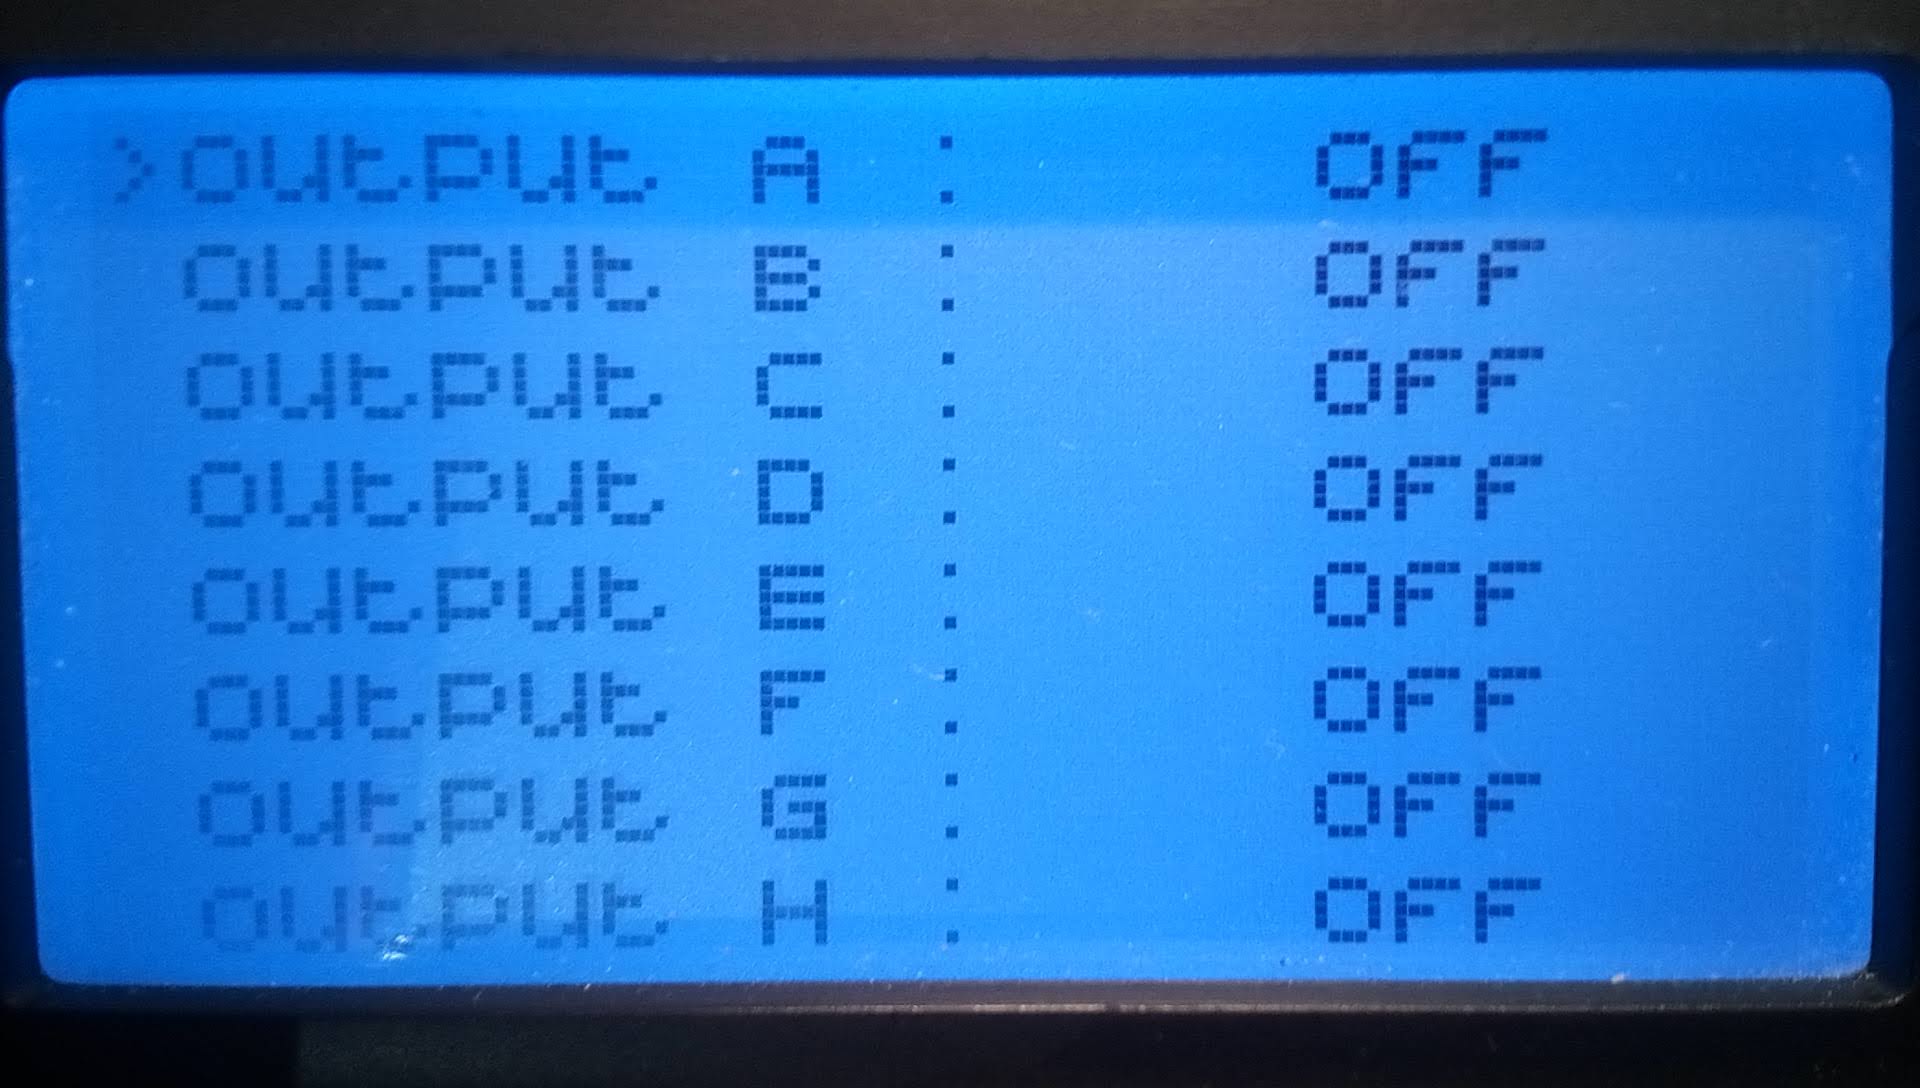 >Output A : OFF
Output B : OFF
Output C : OFF
Output D : OFF
Output E : OFF
Output F : OFF
Output G : OFF
Output H : OFF